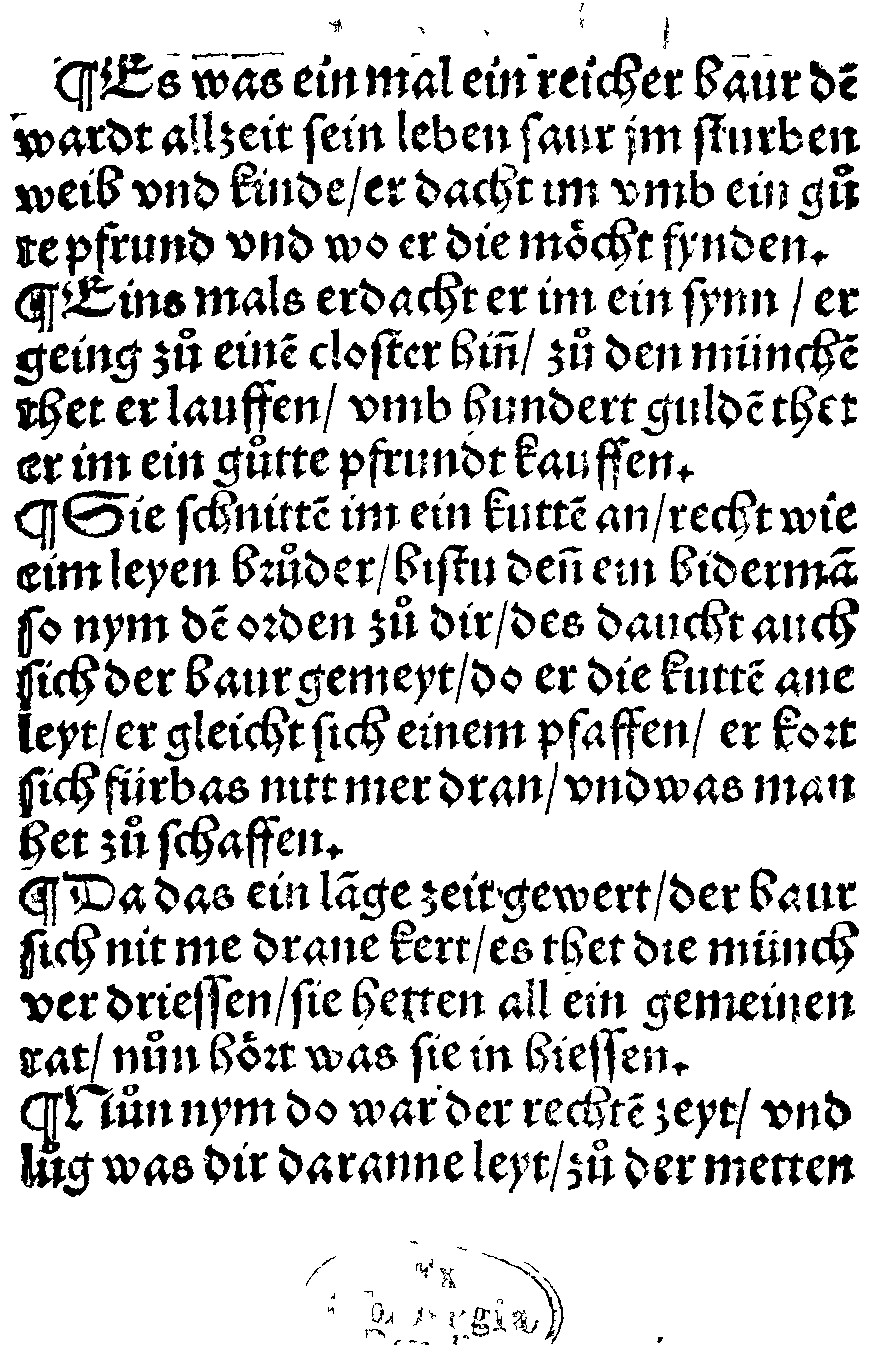 ¶Es was ein mal ein reicher baur dē
wardt allzeit sein leben saur jm sturben
weib vnd kinde/er dacht im vmb ein gů
te pfrund vnd wo er die möcht fynden.
¶Eins mals erdacht er im ein synn / er
geing zů einē closter hiñ/ zů den münchē
thet er lauffen/ vmb hundert guldē thet
er im ein gůtte pfrundt kauffen.
¶Sie schnittē im ein kuttē an/recht wie
eim leyen brůder/bistu deñ ein bidermā
so nym dē orden zů dir/des daucht auch
sich der baur gemeyt/do er die kuttē ane
leyt/er gleicht sich einem pfaffen/ er kort
sich fürbas nitt mer dran/ vnd was man
het zů schaffen.
¶Da das ein lāge zeit gewert/der baur
sich nit me drane kert/es thet die münch
ver driessen/sie hetten all ein gemeinen
rat/ nůn hört was sie in hiessen.
¶Nůn nym do war der rechtē zeyt/ vnd
lůg was dir daranne leyt/zů der metten